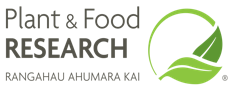 Plant & Food
RESEARCH
RANGAHAU AHUMARA KAI
®